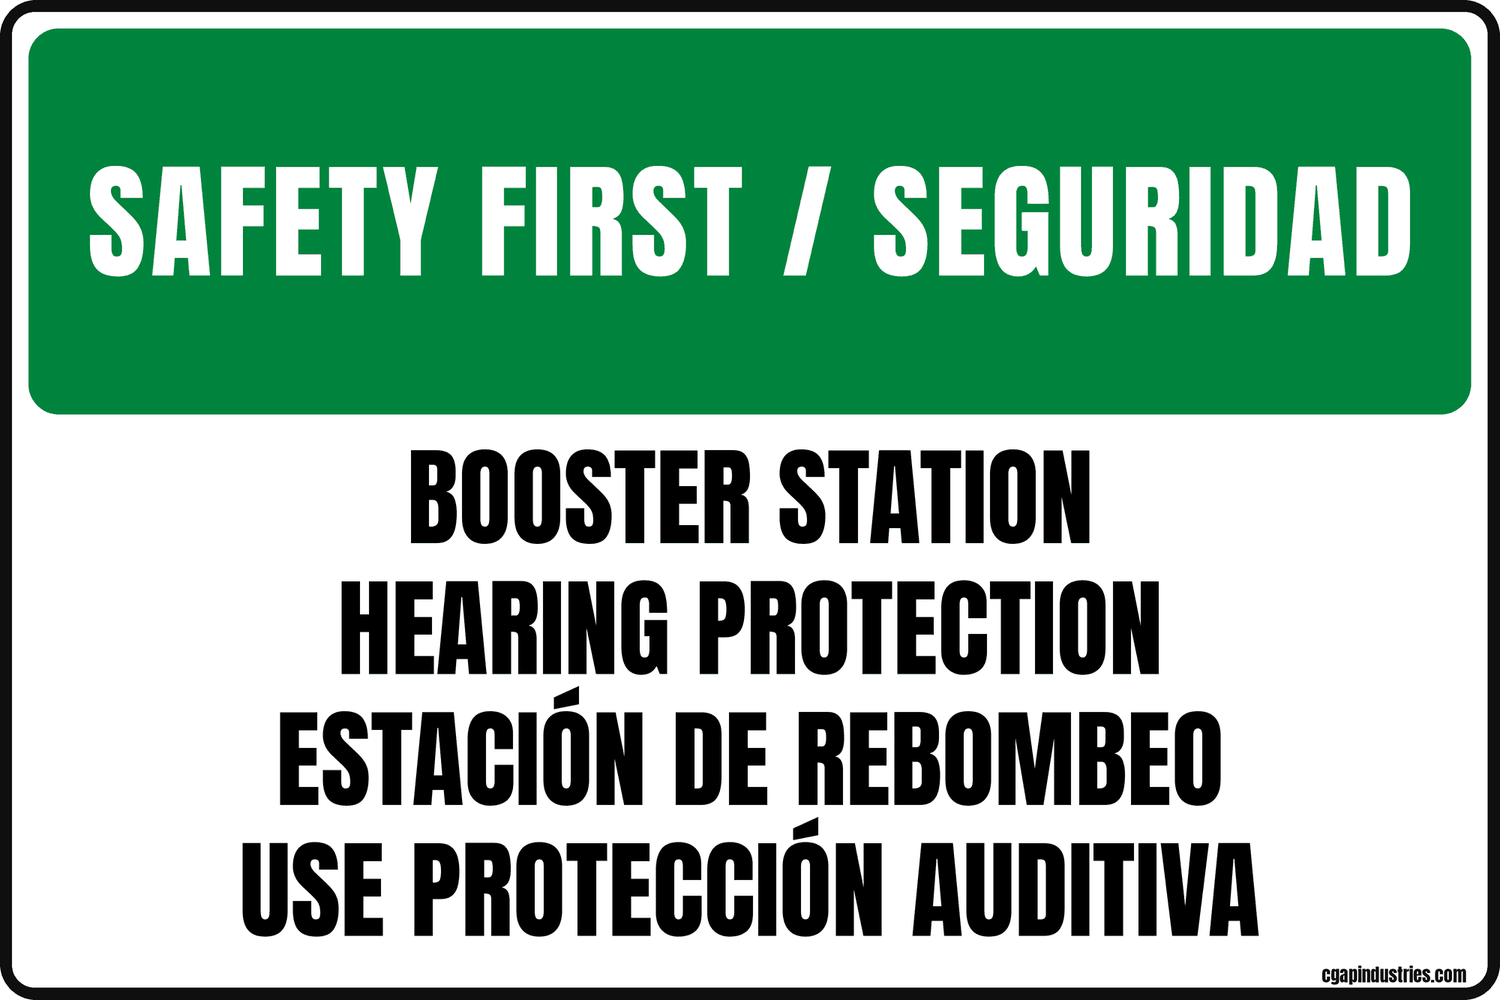 SAFETY FIRST / SEGURIDAD
BOOSTER STATION
HEARING PROTECTION
ESTACIÓN DE REBOMBEO
USE PROTECCIÓN AUDITIVA
cgapindustries.com